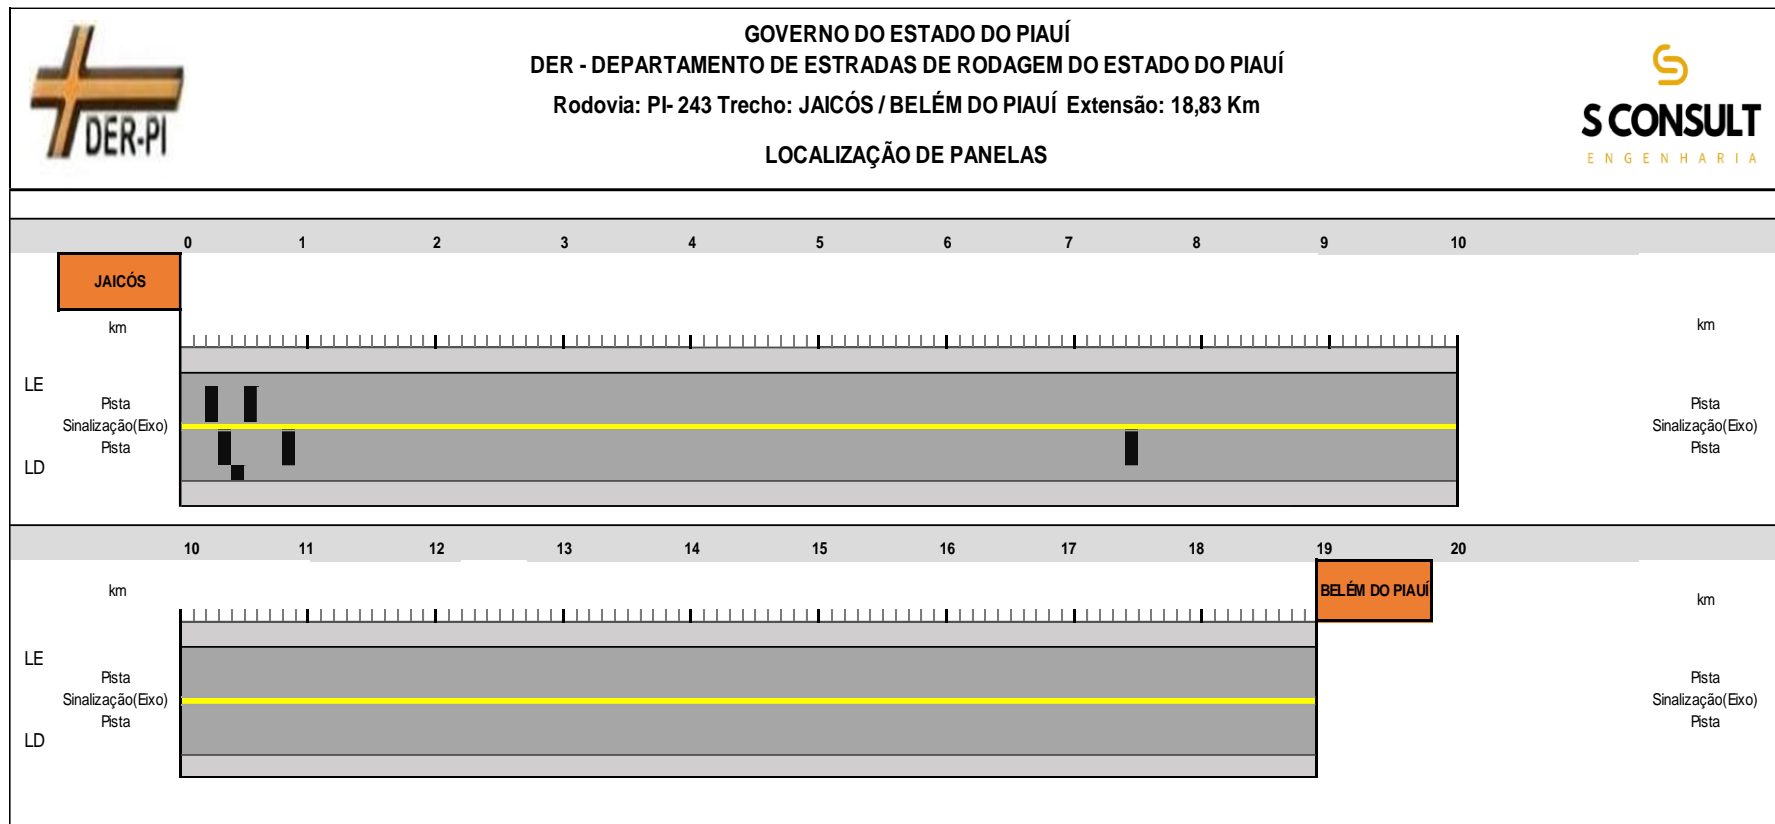 GOVERNO DO ESTADO DO PIAUÍ
DER - DEPARTAMENTO DE ESTRADAS DE RODAGEM DO ESTADO DO PIAUÍ
Rodovia: PI- 243 Trecho: JAICÓS / BELÉM DO PIAUÍ Extensão: 18,83 Km
LOCALIZAÇÃO DE PANELAS
DER-PI
S CONSULT
ENGENHARIA
0 1 2 3 4 5 6 7 8 9 10
JAICÓS
km km
LE
Pista Pista
Sinalização(Eixo) Sinalização(Eixo)
Pista Pista
LD
10 11 12 13 14 15 16 17 18 19 20
BELÉM DO PIAUÍ
km km
LE
Pista Pista
Sinalização(Eixo) Sinalização(Eixo)
Pista Pista
LD